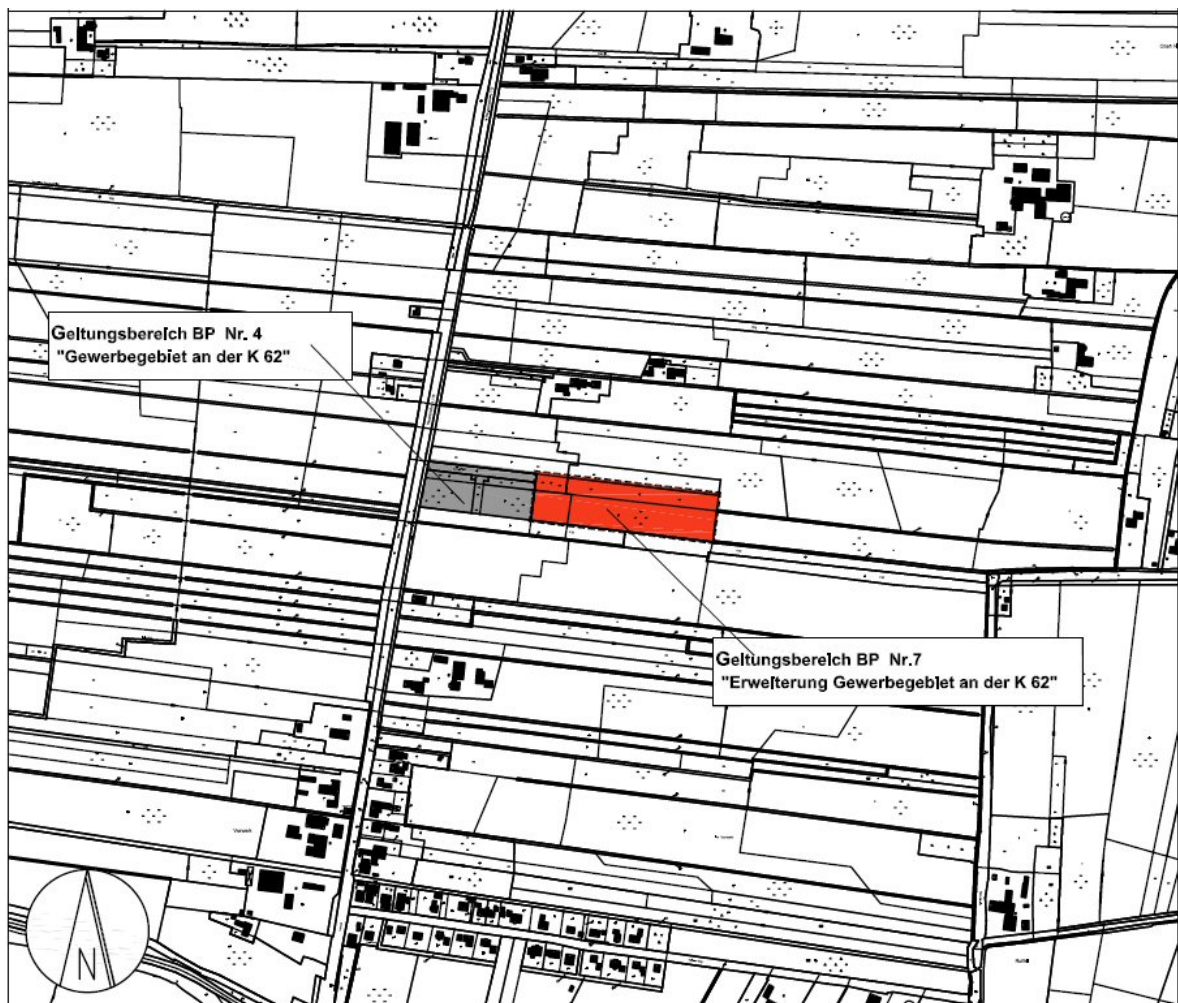 Geltungsbereich BP Nr. 4
"Gewerbegebiet an der K 62"
Geltungsbereich BP Nr.7
"Erweiterung Gewerbegebiet an der K 62"
N